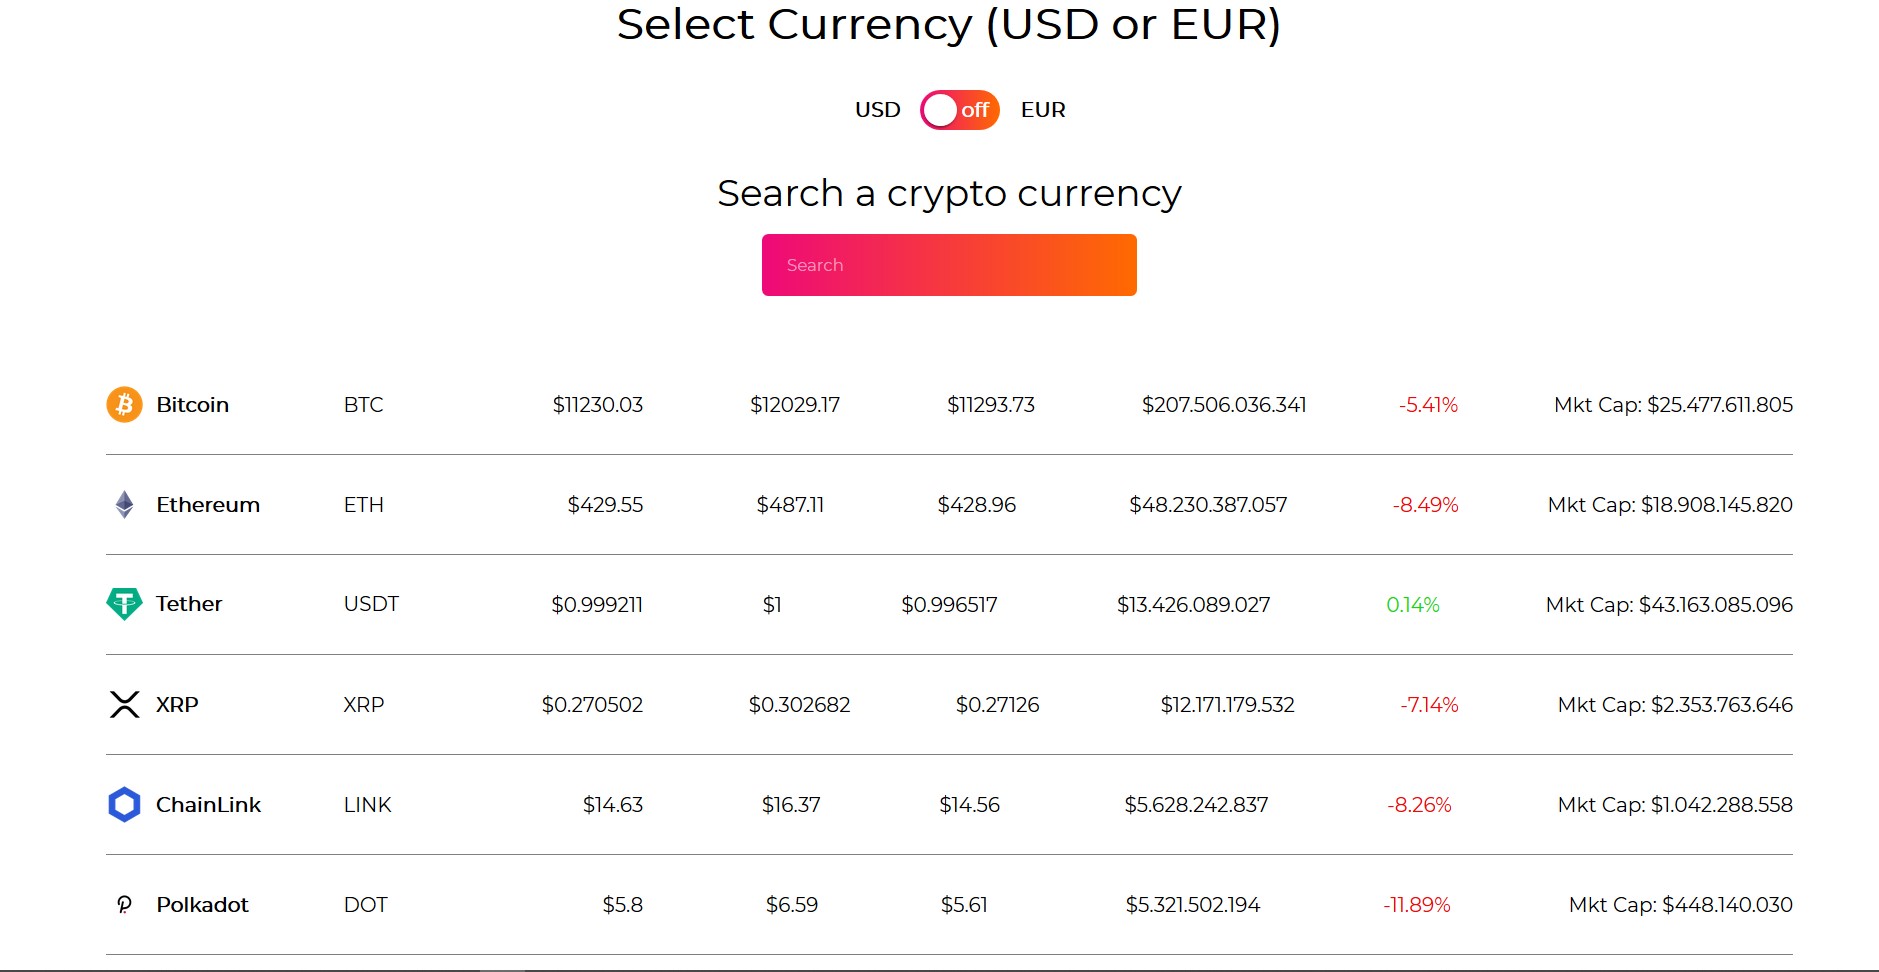 Select Currency (USD or EUR)
USD off EUR
Search a crypto currency
Search
Bitcoin BTC $11230.03 $12029.17 $11293.73 $207.506.036.341 -5.41% Mkt Cap: $25.477.611.805
Ethereum ETH $429.55 $487.11 $428.96 $48.230.387.057 -8.49% Mkt Cap: $18.908.145.820
Tether USDT $0.999211 $1 $0.996517 $13.426.089.027 0.14% Mkt Cap: $43.163.085.096
XRP XRP $0.270502 $0.302682 $0.27126 $12.171.179.532 -7.14% Mkt Cap: $2.353.763.646
ChainLink LINK $14.63 $16.37 $14.56 $5.628.242.837 -8.26% Mkt Cap: $1.042.288.558
Polkadot DOT $5.8 $6.59 $5.61 $5.321.502.194 -11.89% Mkt Cap: $448.140.030